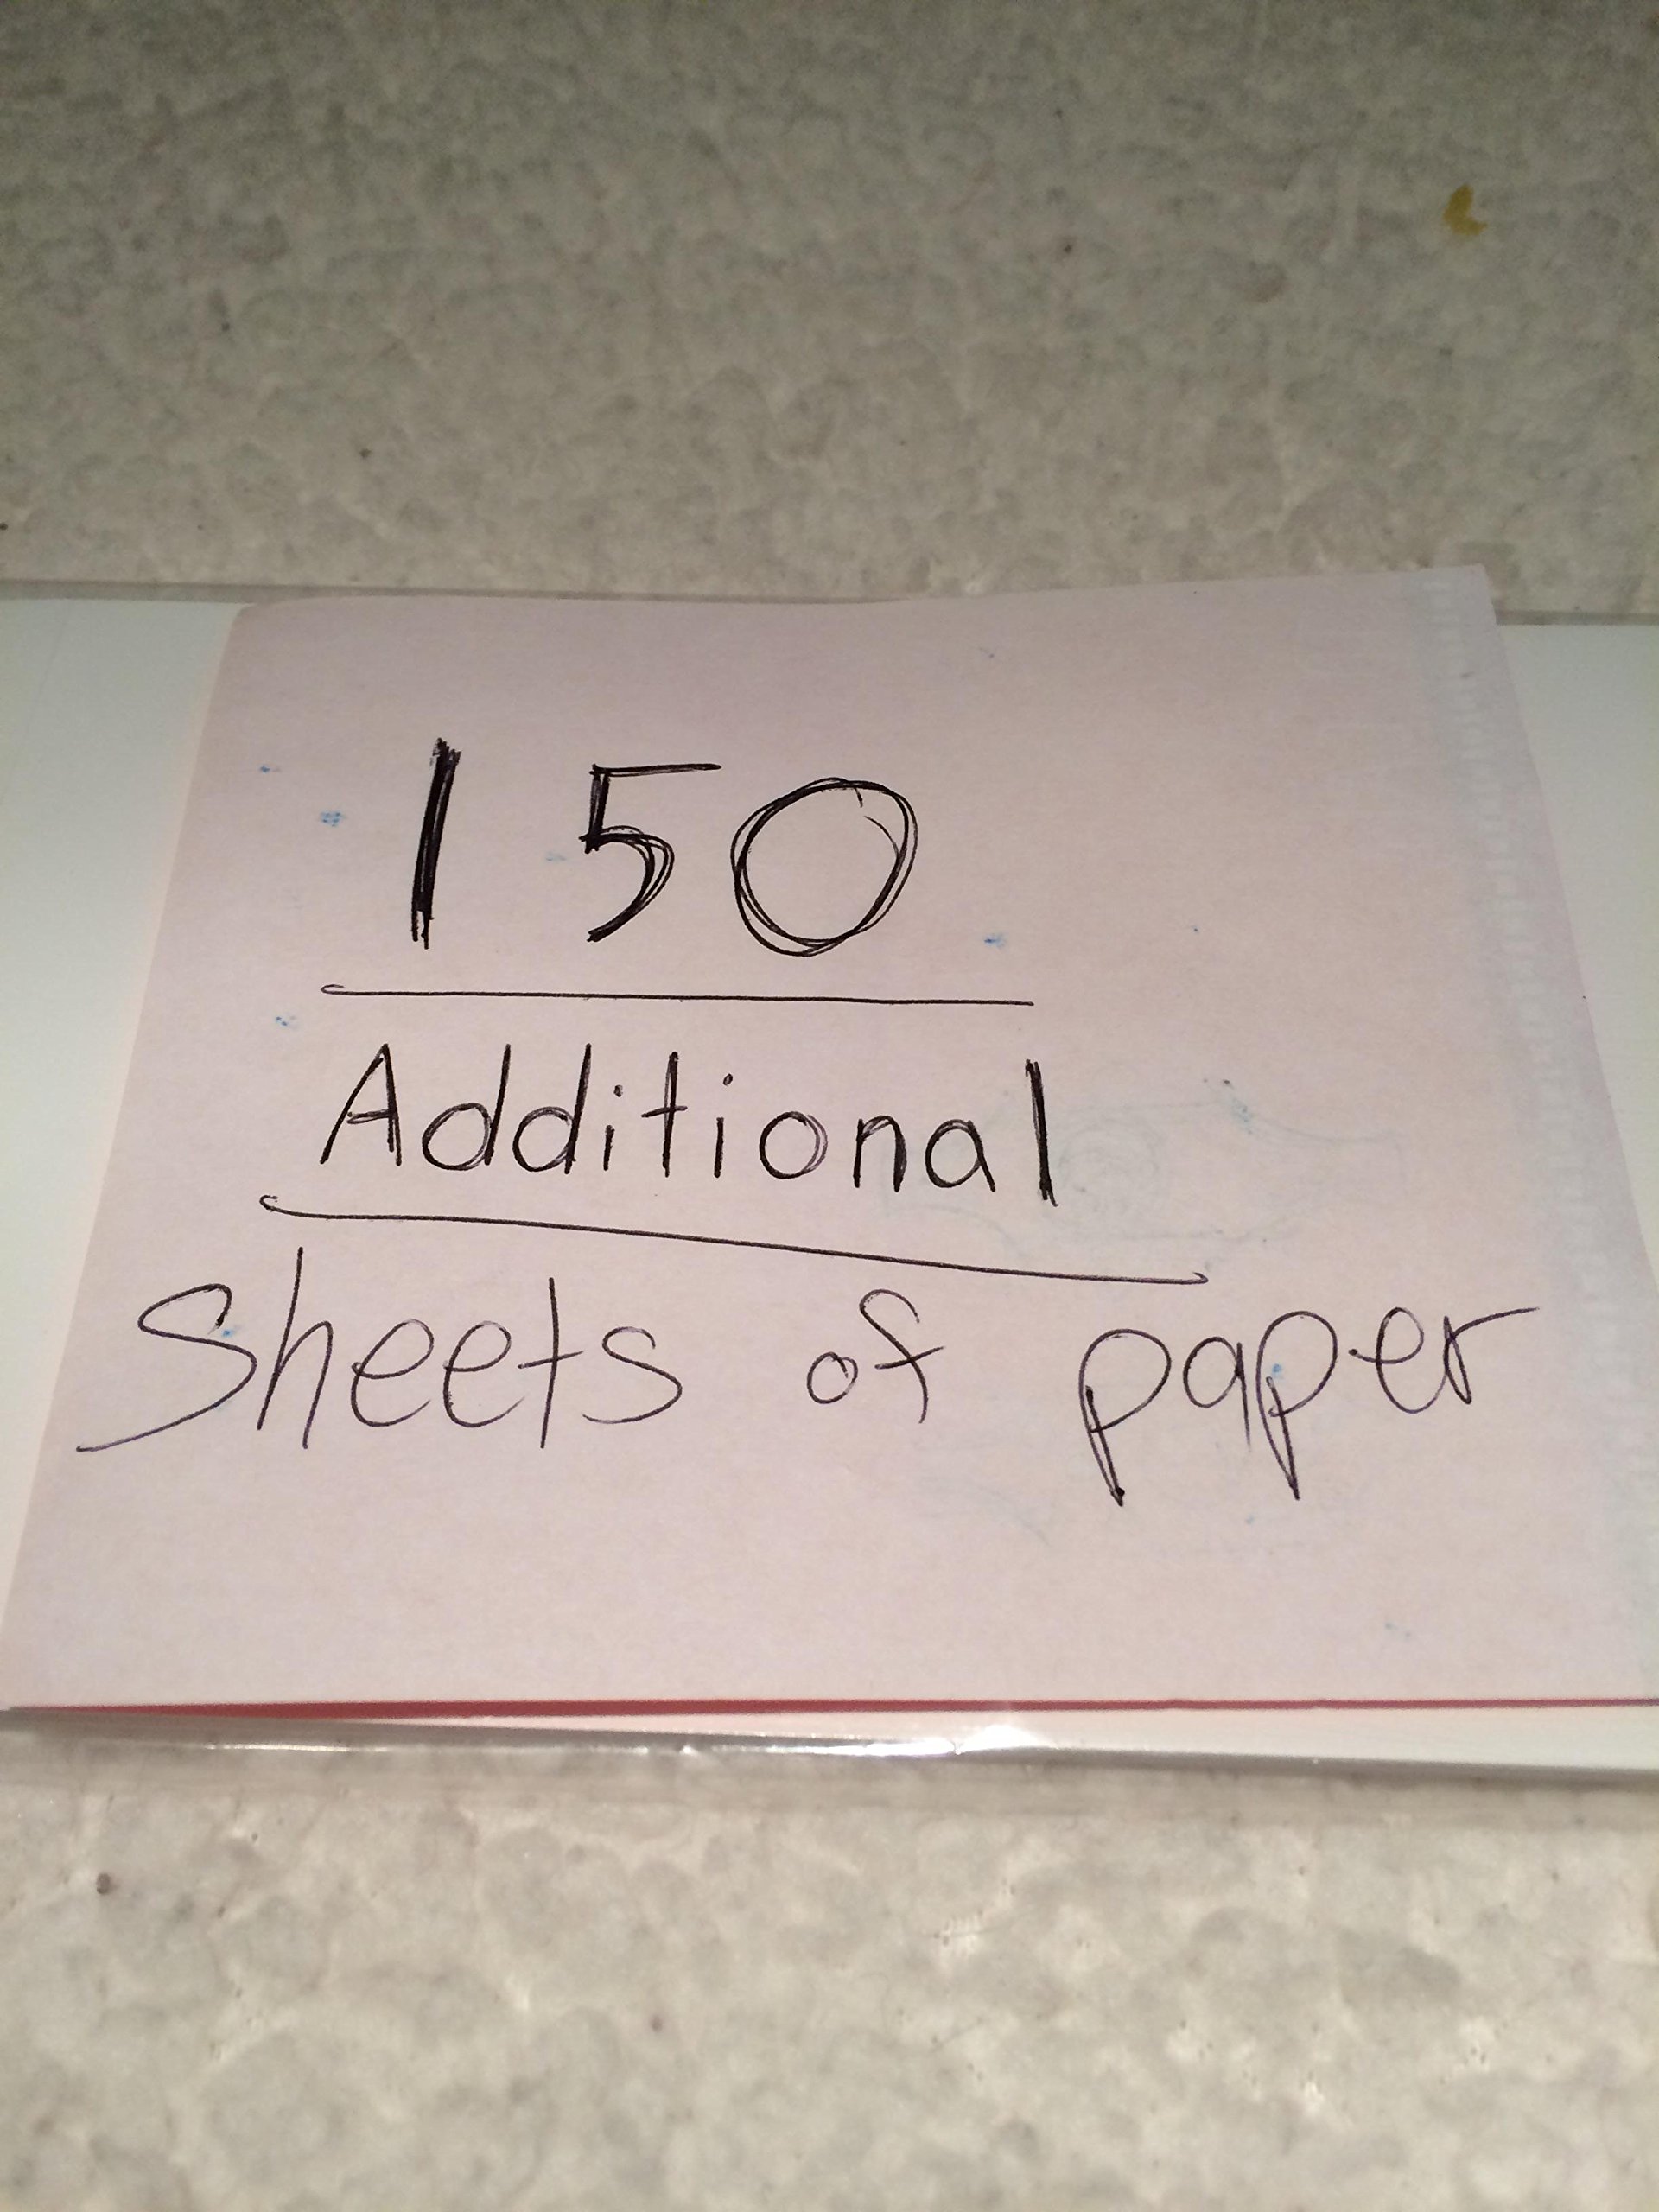 150
Additional
Sheets of paper